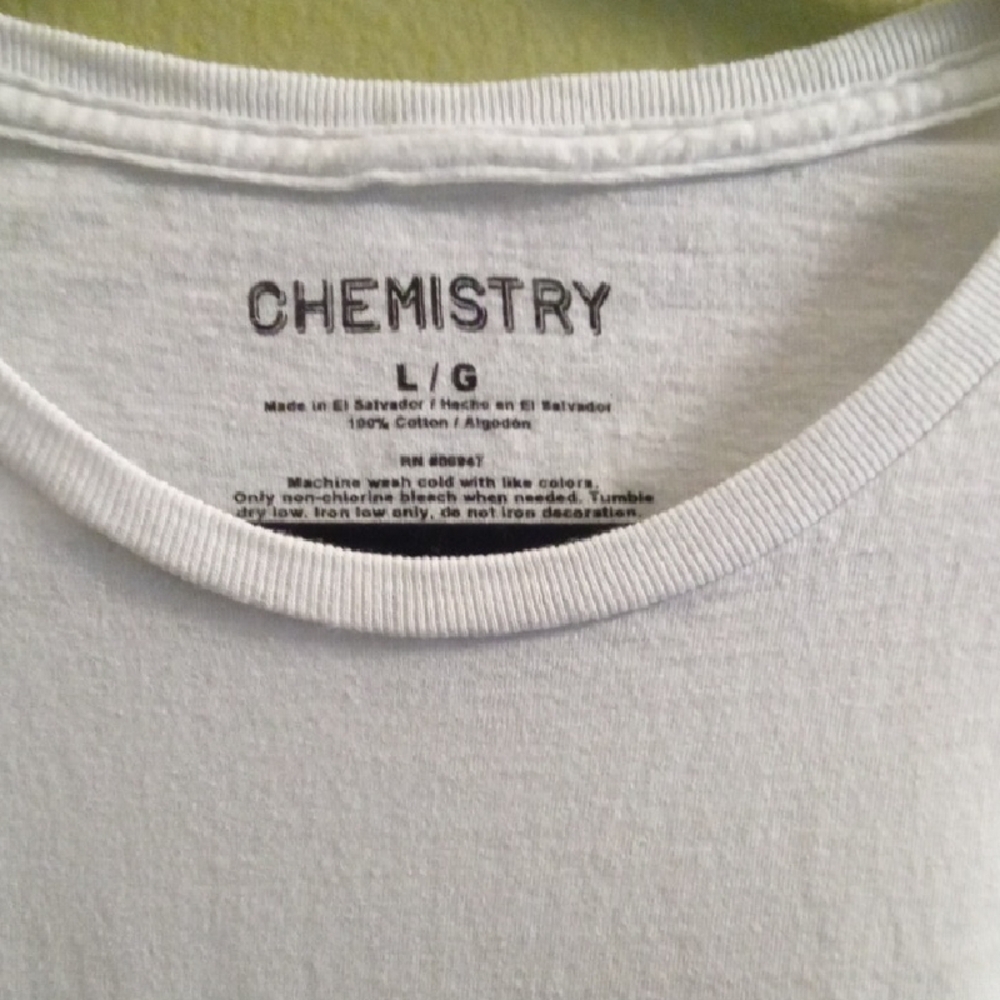 CHEMISTRY
L / G
Made in El Salvador / Hecho en El Salvador
100% Cotton / Algodón
RN
Machine wash cold with like colors.
Only non-chlorine bleach when needed. Tumble
dry low. Iron low only, do not iron decoration.